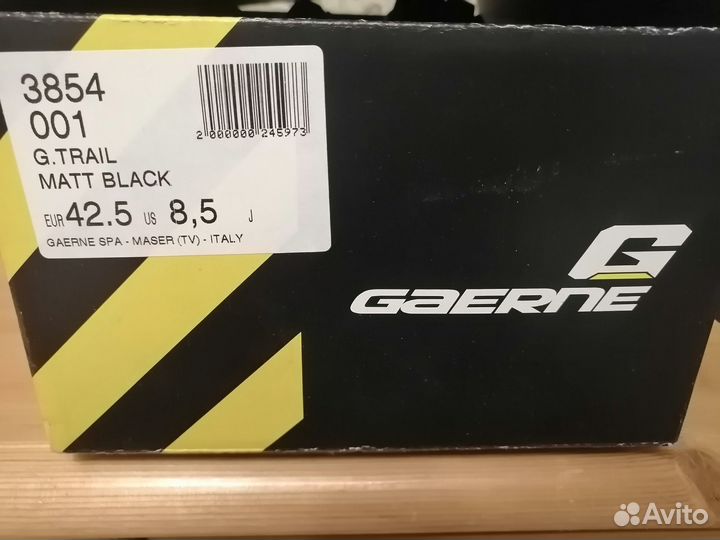 3854
001
G.TRAIL
MATT BLACK
EUR 42.5 US 8,5 J
GAERNE SPA - MASER (TV) - ITALY
2 000000 245973
G
GAERNE
Avito